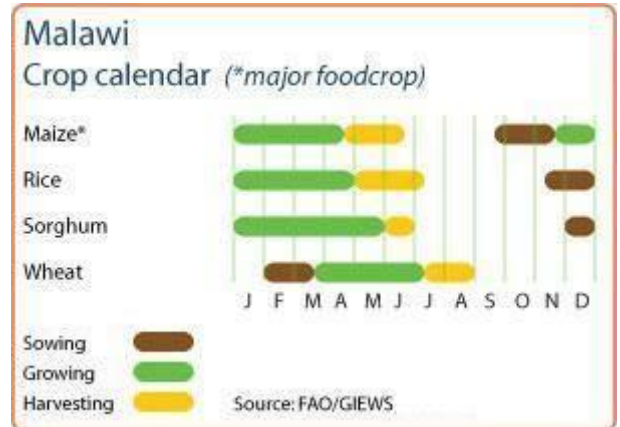 Malawi
Crop calendar (*major foodcrop)
Maize*
Rice
Sorghum
Wheat
J F M A M J J A S O N D
Sowing
Growing
Harvesting
Source: FAO/GIEWS